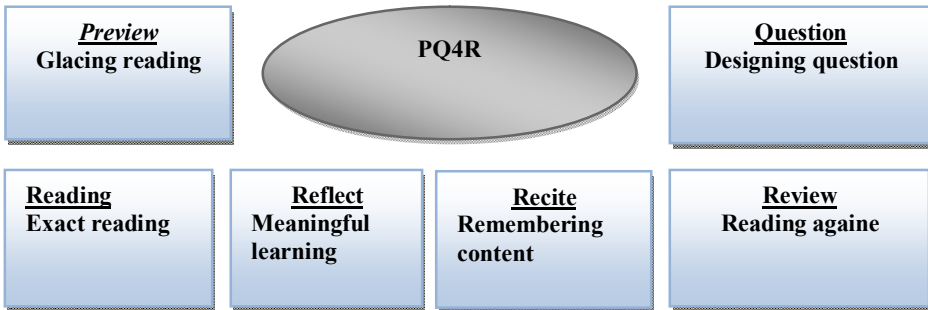 Preview
Glacing reading
PQ4R
Question
Designing question
Reading
Exact reading
Reflect
Meaningful
learning
Recite
Remembering
content
Review
Reading againe